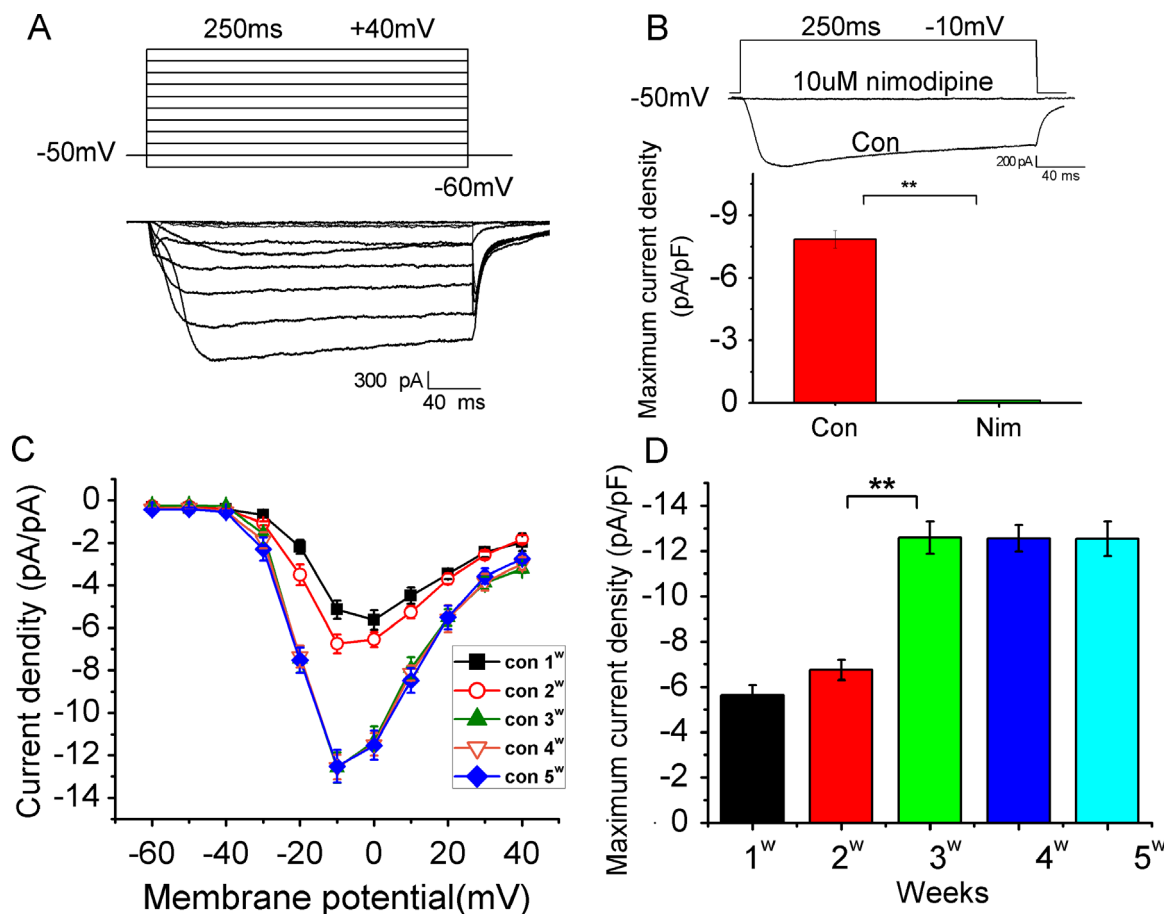 A
250ms +40mV
-50mV
-60mV
300 pA
40 ms
B
250ms -10mV
10uM nimodipine
-50mV
Con
200 pA
40 ms
**
Maximum current density
(pA/pF)
-9
-6
-3
0
Con Nim
C
Current dendity (pA/pA)
0
-2
-4
-6
-8
-10
-12
-14
con 1w
con 2w
con 3w
con 4w
con 5w
-60 -40 -20 0 20 40
Membrane potential(mV)
D
Maximum current density (pA/pF)
-14
-12
-10
-8
-6
-4
-2
0
**
1w 2w 3w 4w 5w
Weeks